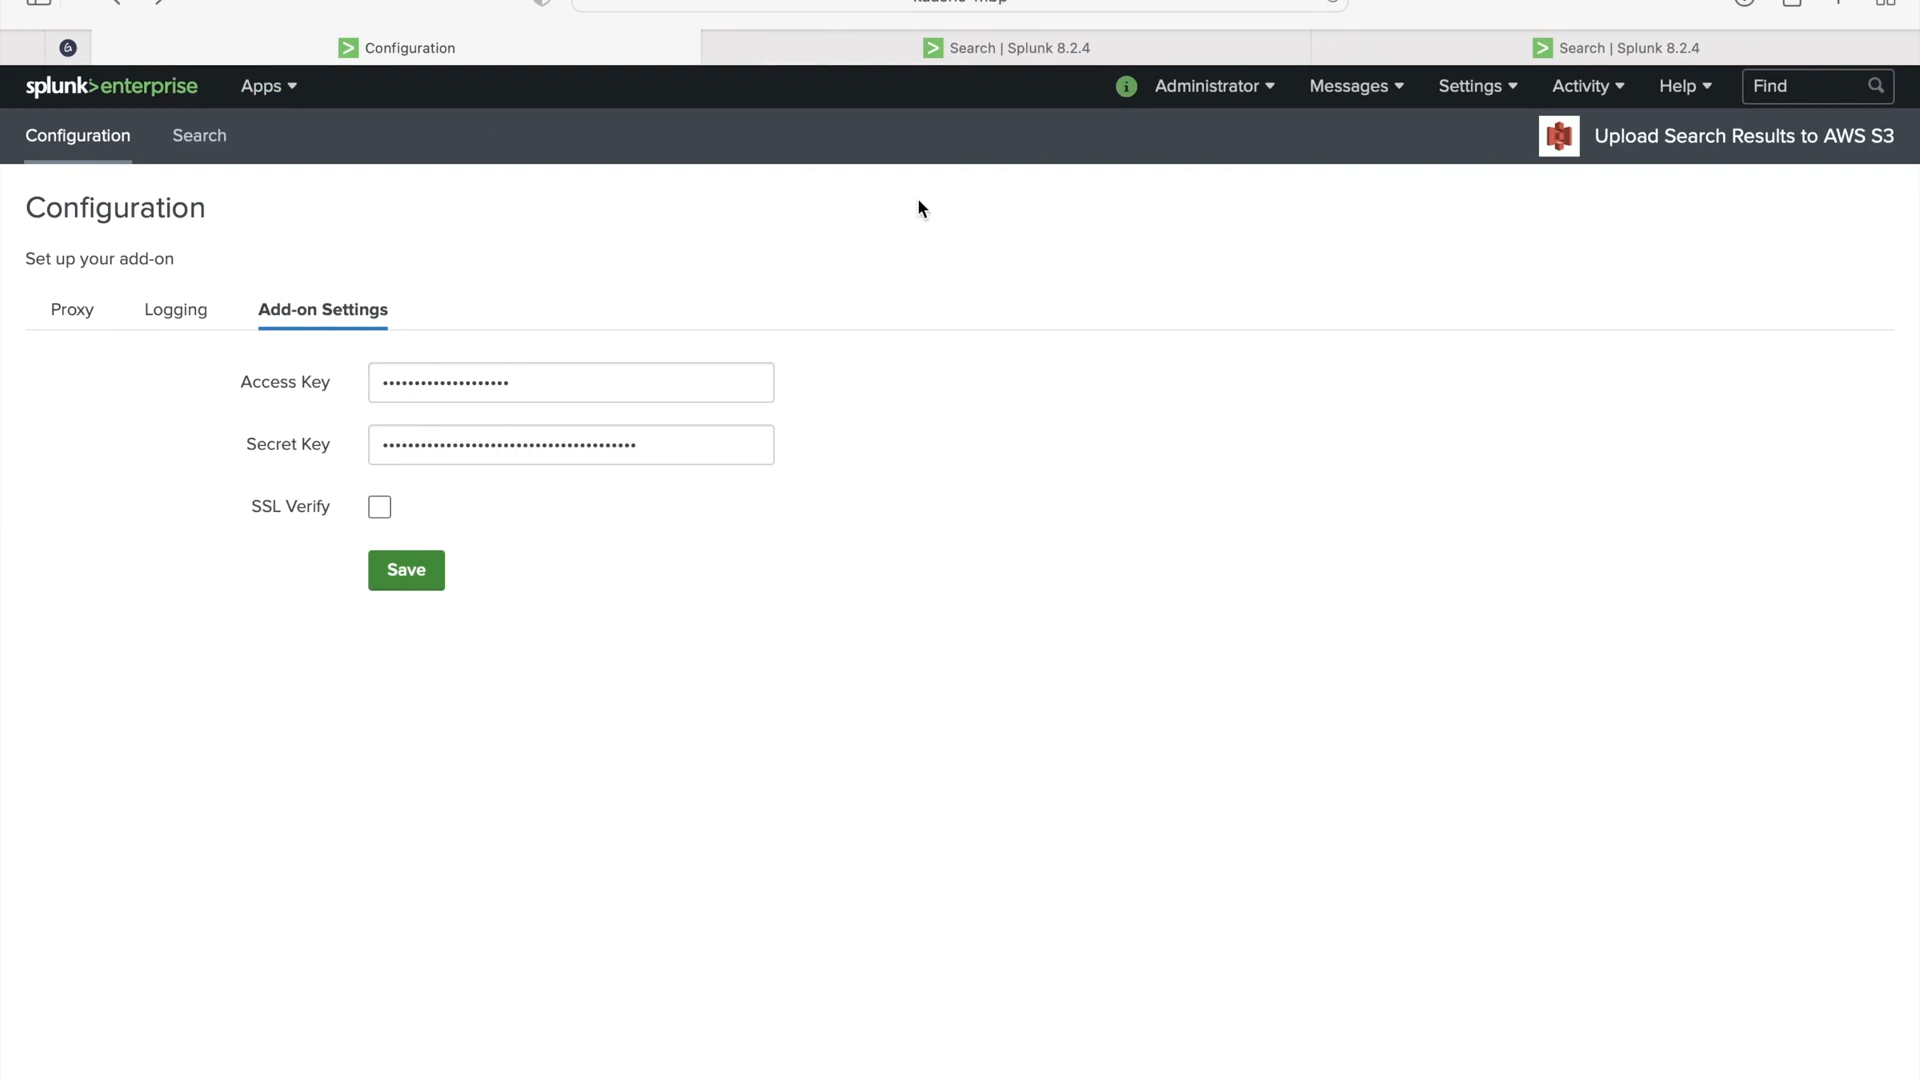 Configuration
Search | Splunk 8.2.4
Search | Splunk 8.2.4
splunk>enterprise
Apps
Administrator
Messages
Settings
Activity
Help
Find
Configuration
Search
Upload Search Results to AWS S3
Configuration
Set up your add-on
Proxy
Logging
Add-on Settings
Access Key
••••••••••••••••••••
Secret Key
••••••••••••••••••••••••••••••••••••••••
SSL Verify
Save